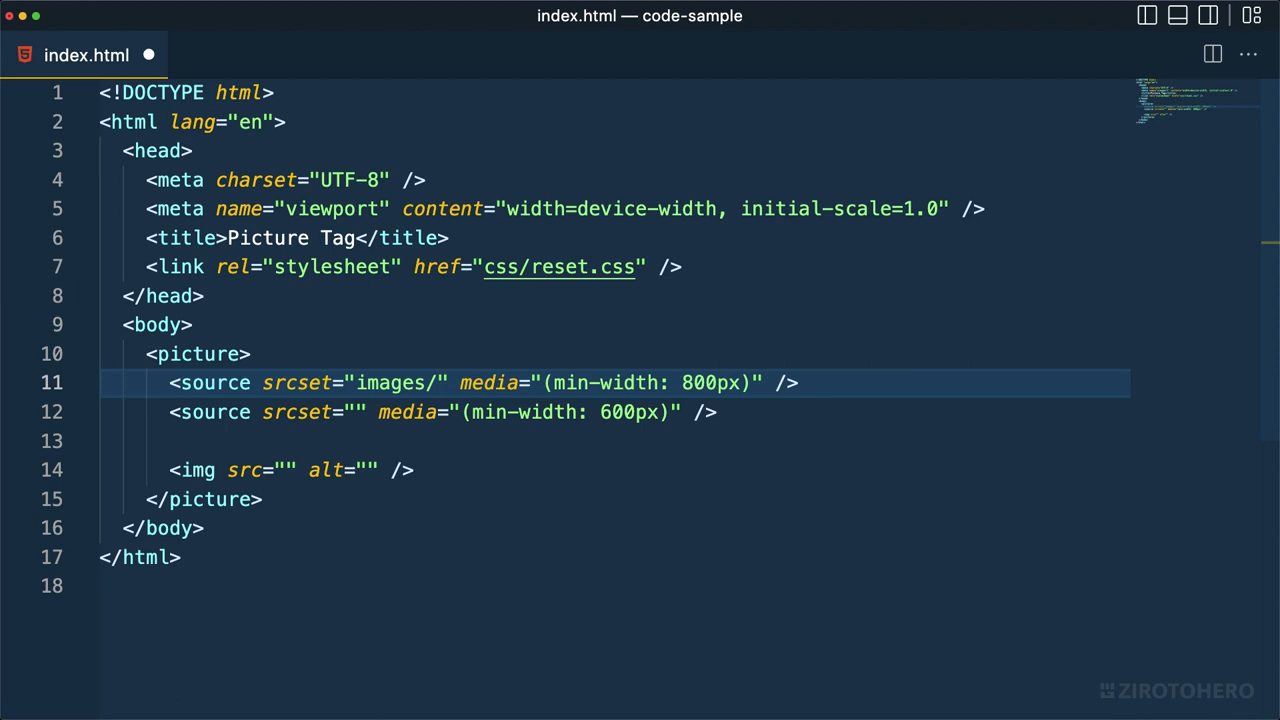 index.html — code-sample
index.html
1 <!DOCTYPE html>
2 <html lang="en">
3 <head>
4 <meta charset="UTF-8" />
5 <meta name="viewport" content="width=device-width, initial-scale=1.0" />
6 <title>Picture Tag</title>
7 <link rel="stylesheet" href="css/reset.css" />
8 </head>
9 <body>
10 <picture>
11 <source srcset="images/" media="(min-width: 800px)" />
12 <source srcset="" media="(min-width: 600px)" />
13
14 <img src="" alt="" />
15 </picture>
16 </body>
17 </html>
18
ZIROTOHERO